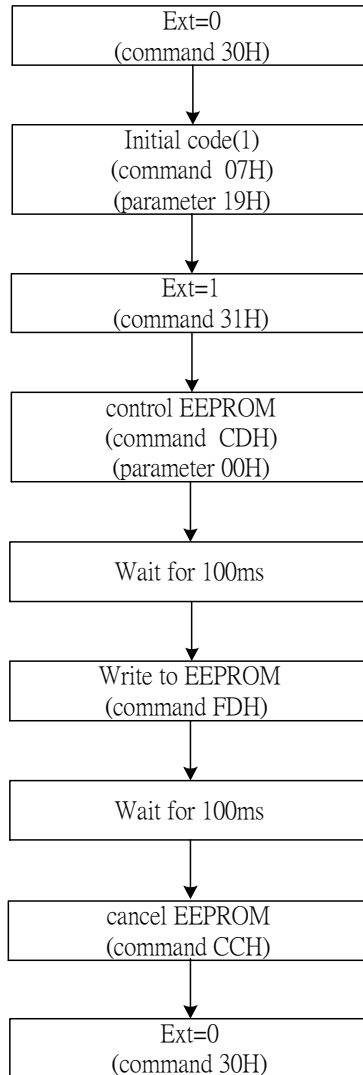 Ext=0
(command 30H)
Initial code(1)
(command 07H)
(parameter 19H)
Ext=1
(command 31H)
control EEPROM
(command CDH)
(parameter 00H)
Wait for 100ms
Write to EEPROM
(command FDH)
Wait for 100ms
cancel EEPROM
(command CCH)
Ext=0
(command 30H)